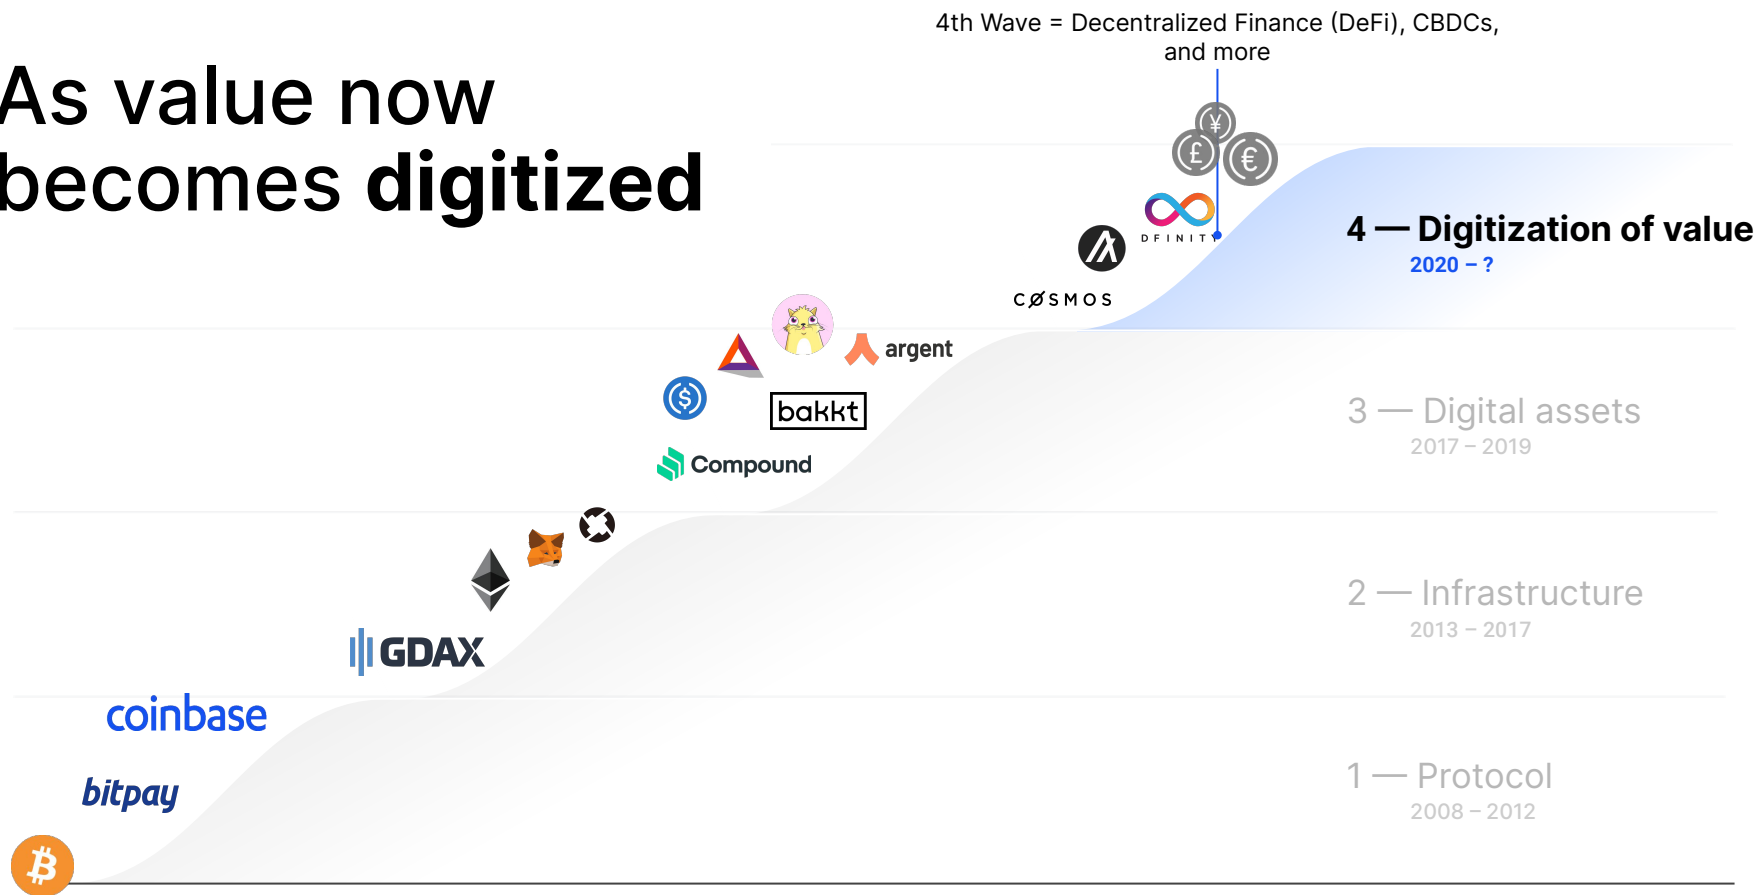 4th Wave = Decentralized Finance (DeFi), CBDCs,
and more
As value now
becomes digitized
DFINITY
4 — Digitization of value
2020 – ?
CØSMOS
argent
bakkt
3 — Digital assets
2017 – 2019
Compound
2 — Infrastructure
2013 – 2017
GDAX
coinbase
1 — Protocol
2008 – 2012
bitpay